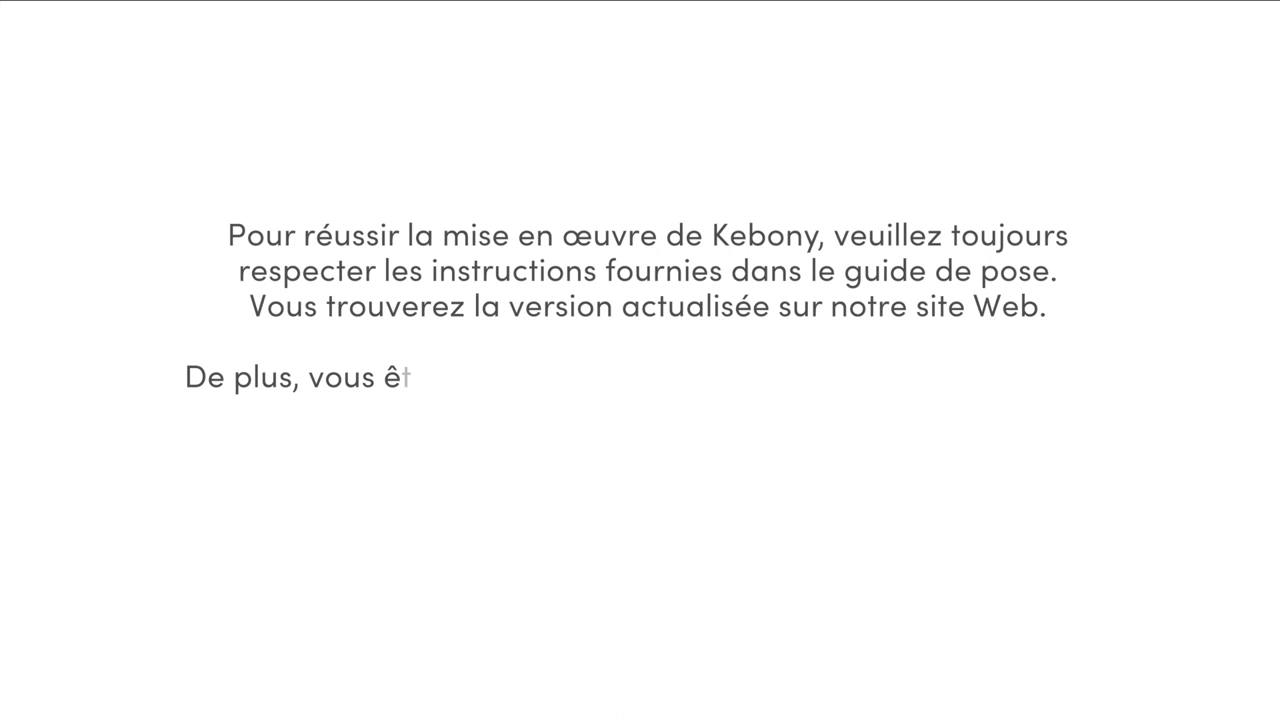 Pour réussir la mise en œuvre de Kebony, veuillez toujours
respecter les instructions fournies dans le guide de pose.
Vous trouverez la version actualisée sur notre site Web.
De plus, vous êt